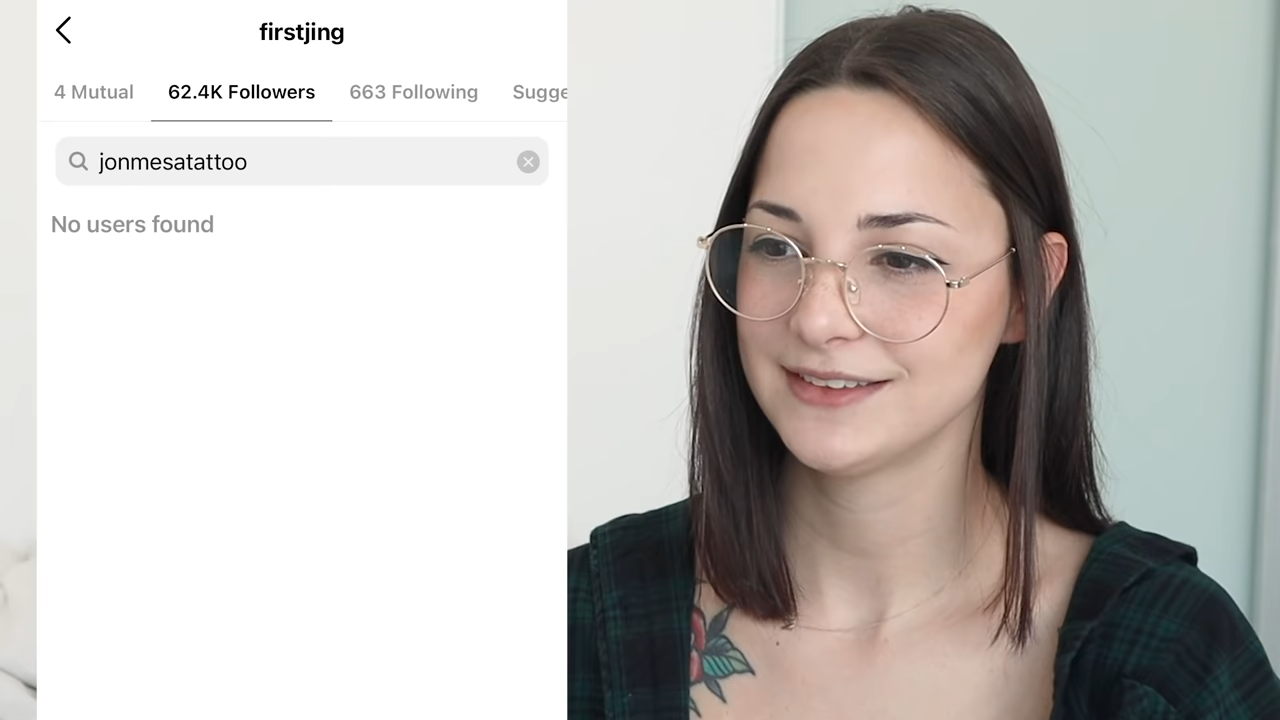 firstjing
4 Mutual 62.4K Followers 663 Following Sugge
jonmesatattoo
No users found